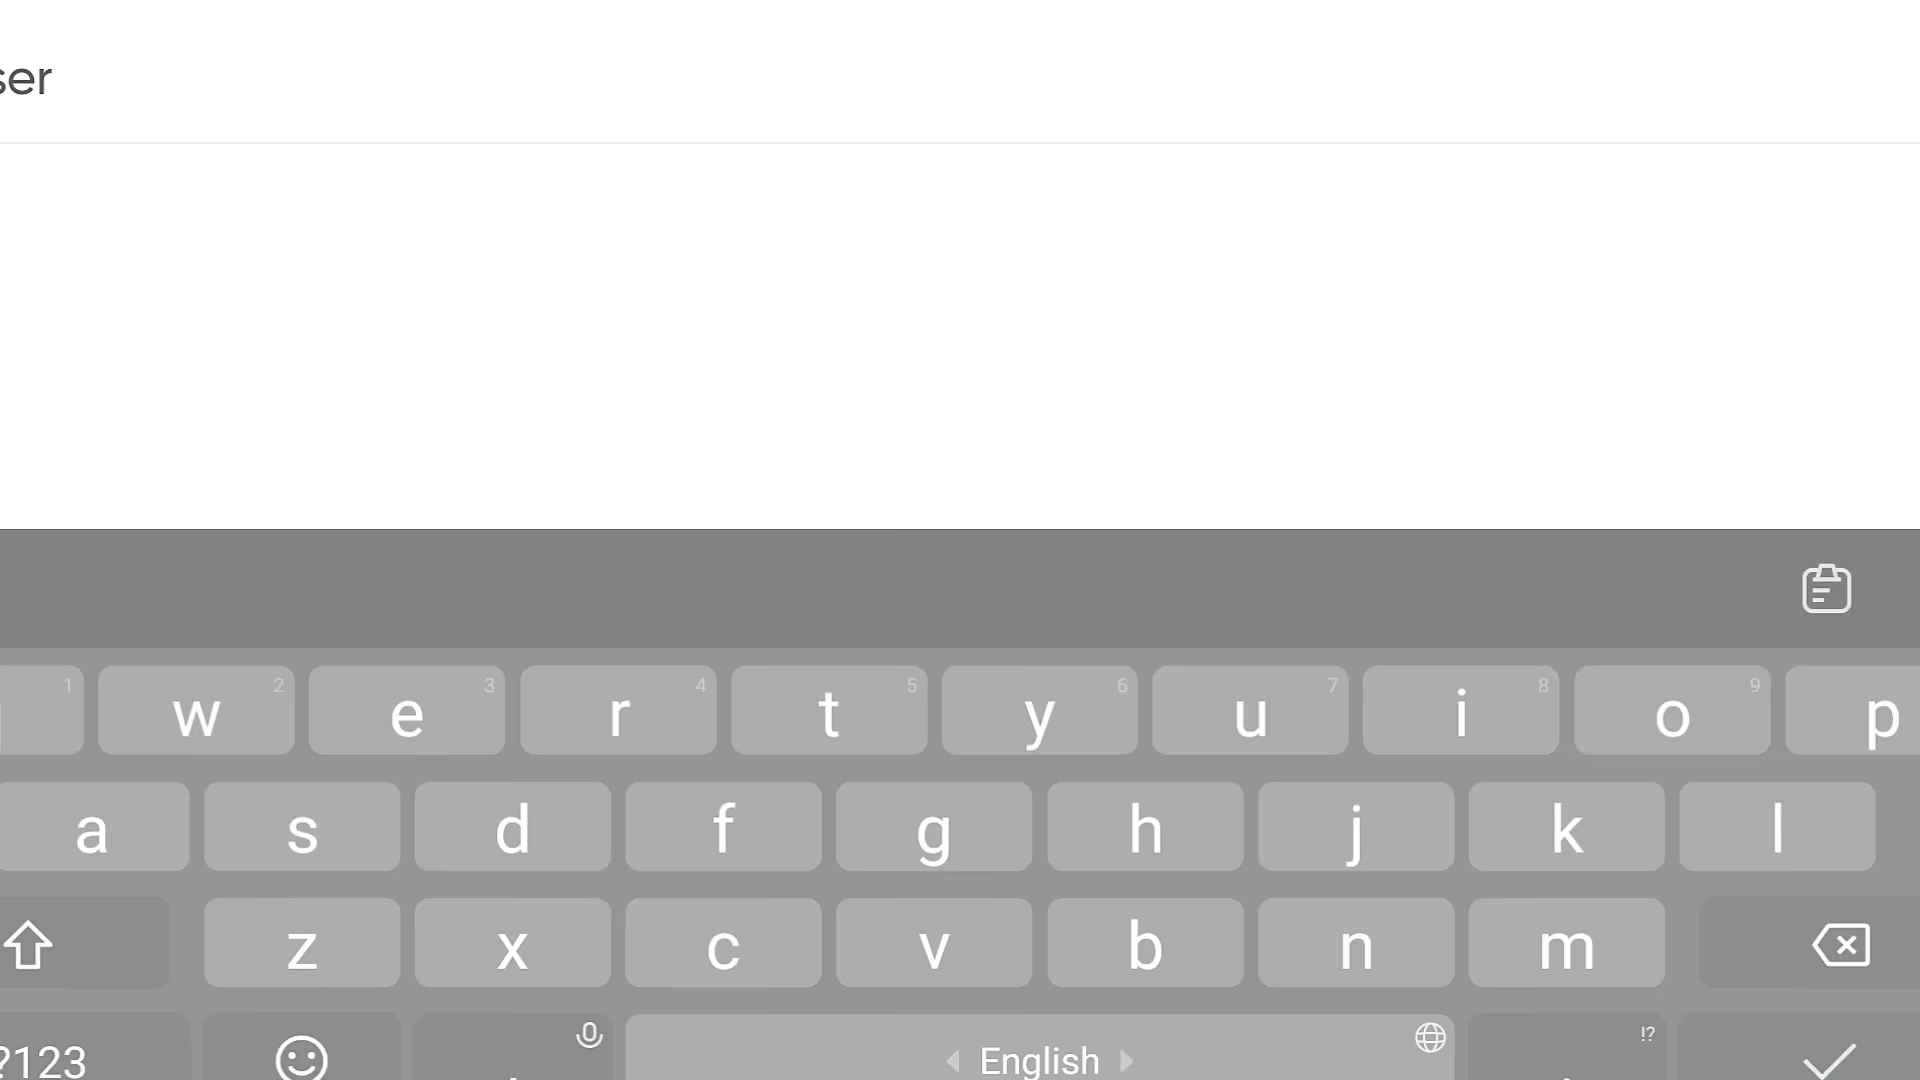 ser
1 2 3 4 5 6 7 8 9
w e r t y u i o p
a s d f g h j k l
z x c v b n m
?123 English !?